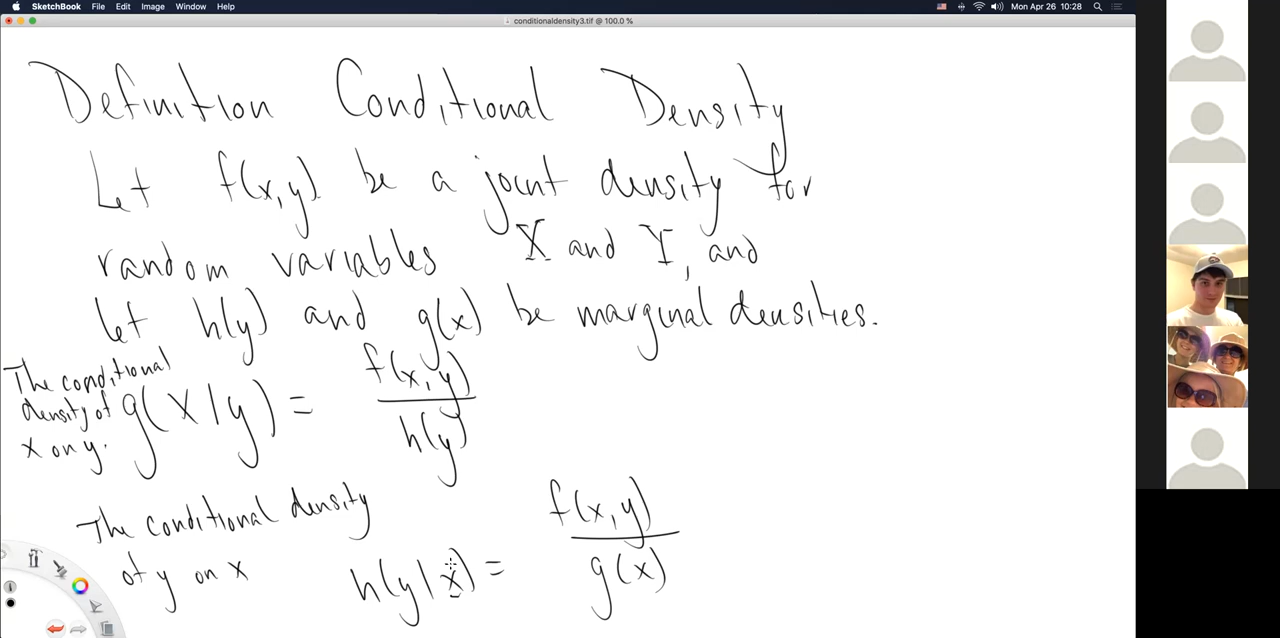 SketchBook File Edit Image Window Help Mon Apr 26 10:28
conditionaldensity3.tif @ 100.0 %
Definition Conditional Density
Let f(x,y) be a joint density for
random variables X and Y, and
let h(y) and g(x) be marginal densities.
The conditional
density of
x on y.
g(x|y) = f(x,y) / h(y)
The conditional density
of y on x
h(y|x) = f(x,y) / g(x)